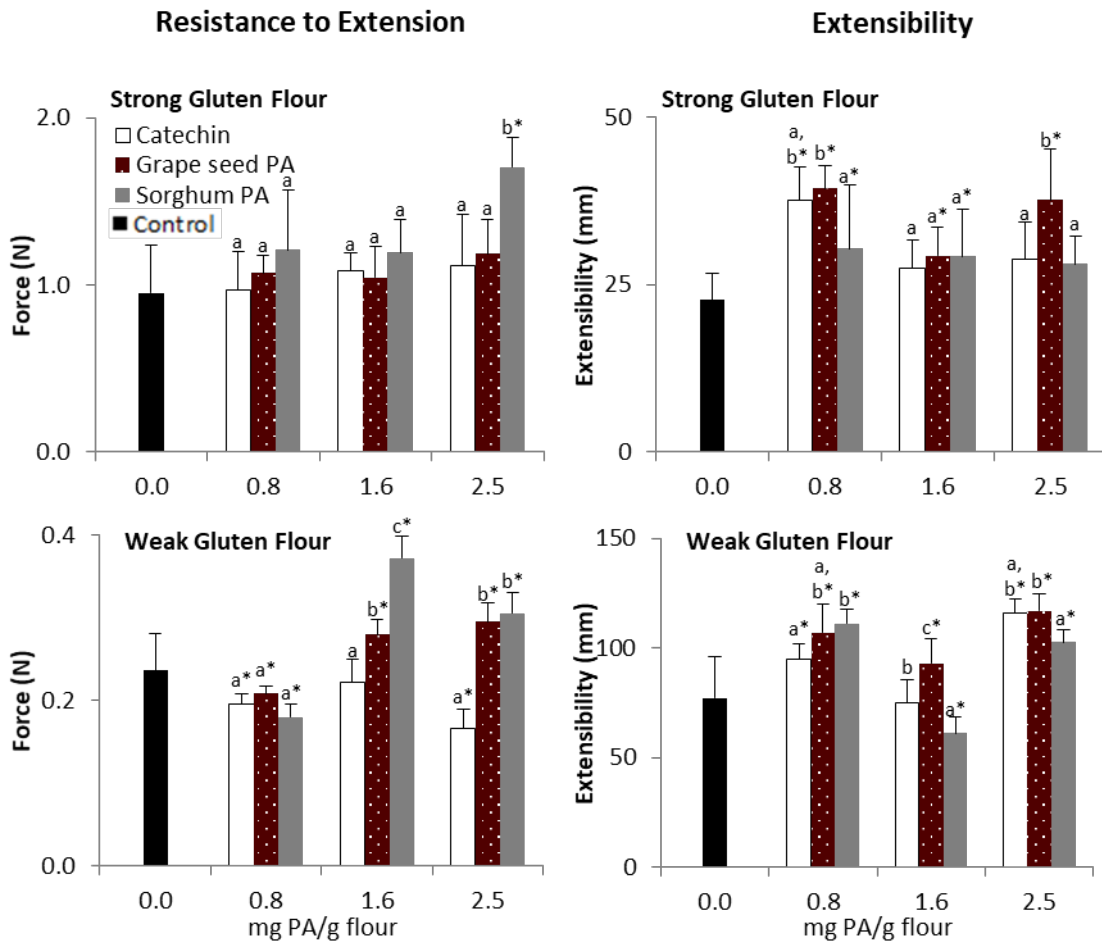 Resistance to Extension
Extensibility
Strong Gluten Flour
2.0
1.0
0.0
Force (N)
Catechin
Grape seed PA
Sorghum PA
Control
a
a
a
a
a
a
a
a
b*
0.0
0.8
1.6
2.5
Strong Gluten Flour
50
25
0
Extensibility (mm)
a,
b*
b*
a*
a
a*
a*
a
b*
a
0.0
0.8
1.6
2.5
Weak Gluten Flour
0.4
0.2
0.0
Force (N)
a*
a*
a*
a
b*
c*
a*
b*
b*
0.0
0.8
1.6
2.5
mg PA/g flour
Weak Gluten Flour
150
100
50
0
Extensibility (mm)
a*
a,
b*
b*
b
c*
a*
a,
b*
b*
a*
0.0
0.8
1.6
2.5
mg PA/g flour